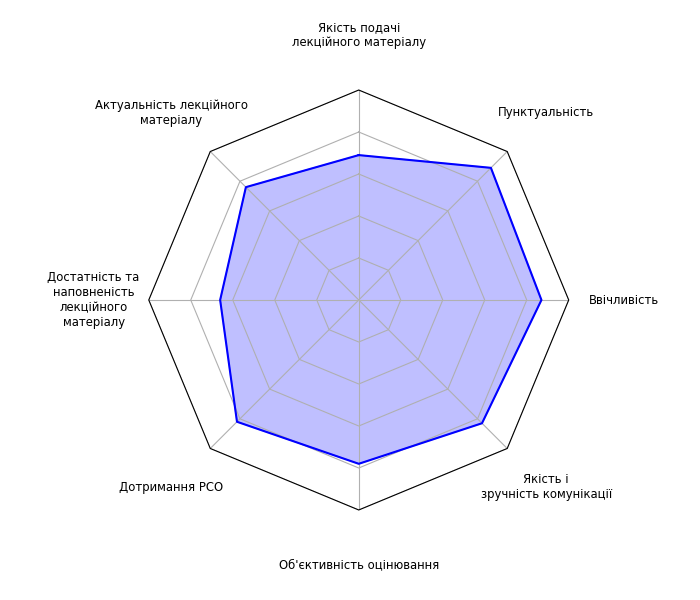 Якість подачі
лекційного матеріалу
Актуальність лекційного
матеріалу
Пунктуальність
Достатність та
наповненість
лекційного
матеріалу
Ввічливість
Дотримання РСО
Якість і
зручність комунікації
Об'єктивність оцінювання